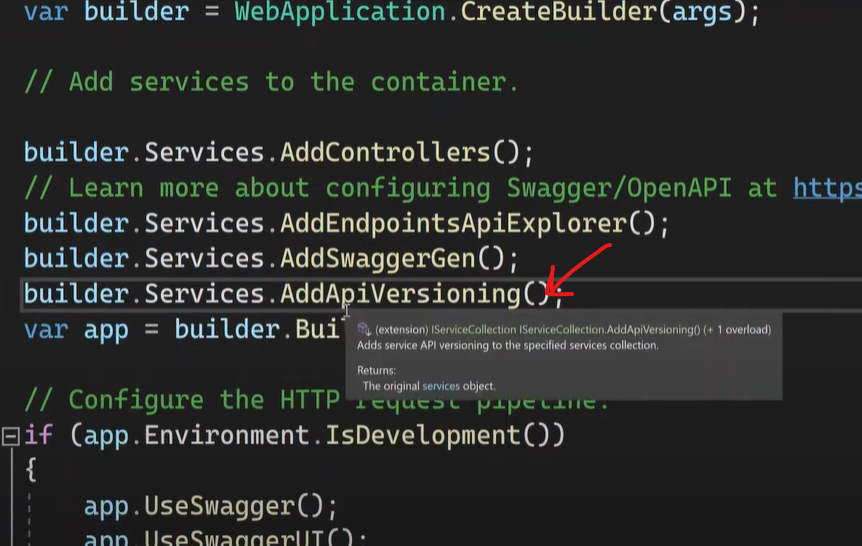 var builder = WebApplication.CreateBuilder(args);
// Add services to the container.
builder.Services.AddControllers();
// Learn more about configuring Swagger/OpenAPI at https
builder.Services.AddEndpointsApiExplorer();
builder.Services.AddSwaggerGen();
builder.Services.AddApiVersioning();
var app = builder.Bui
(extension) IServiceCollection IServiceCollection.AddApiVersioning() (+ 1 overload)
Adds service API versioning to the specified services collection.
Returns:
The original services object.
// Configure the HTTP request pipeline.
if (app.Environment.IsDevelopment())
{
app.UseSwagger();
app.UseSwaggerUI();